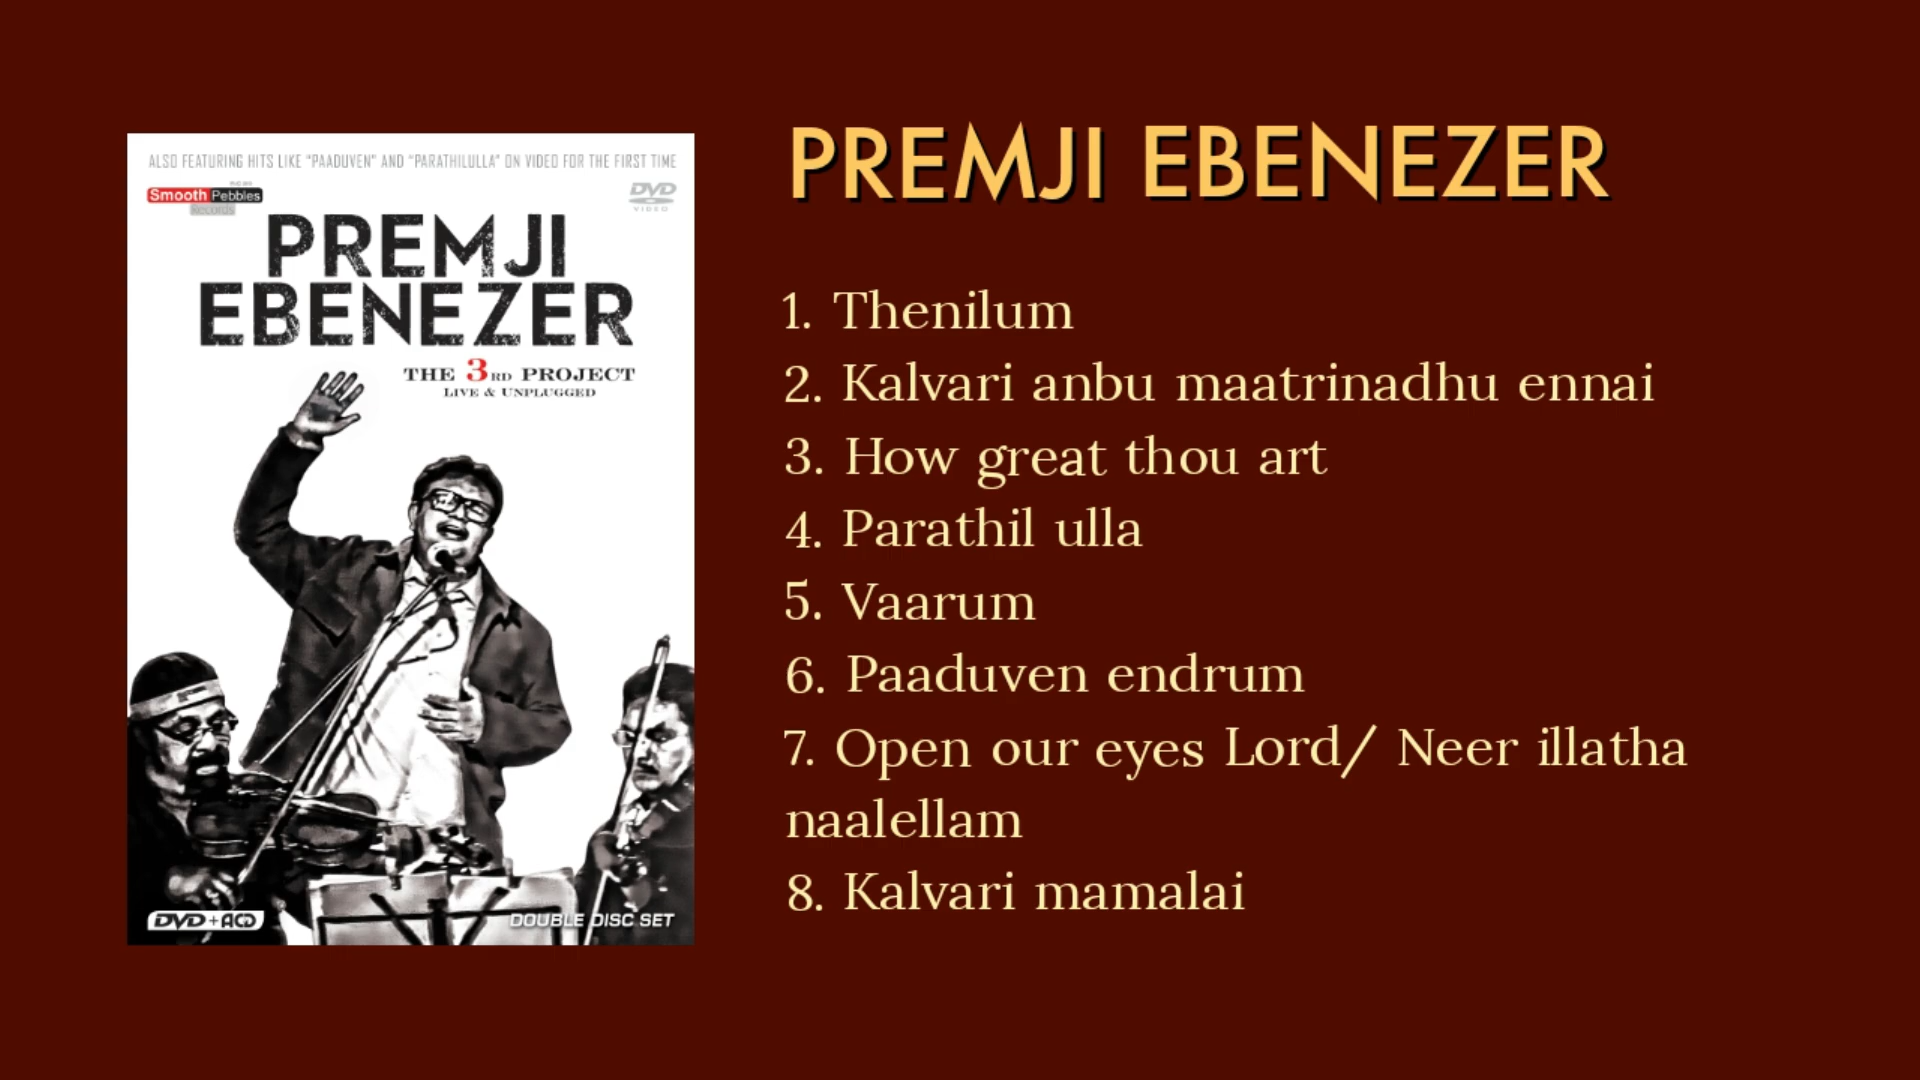 ALSO FEATURING HITS LIKE "PAADUVEN" AND "PARATHILULLA" ON VIDEO FOR THE FIRST TIME
Smooth Pebbles
Records
DVD
VIDEO
PREMJI
EBENEZER
THE 3RD PROJECT
LIVE & UNPLUGGED
DVD+ACD
DOUBLE DISC SET
PREMJI EBENEZER
1. Thenilum
2. Kalvari anbu maatrinadhu ennai
3. How great thou art
4. Parathil ulla
5. Vaarum
6. Paaduven endrum
7. Open our eyes Lord/ Neer illatha
naalellam
8. Kalvari mamalai